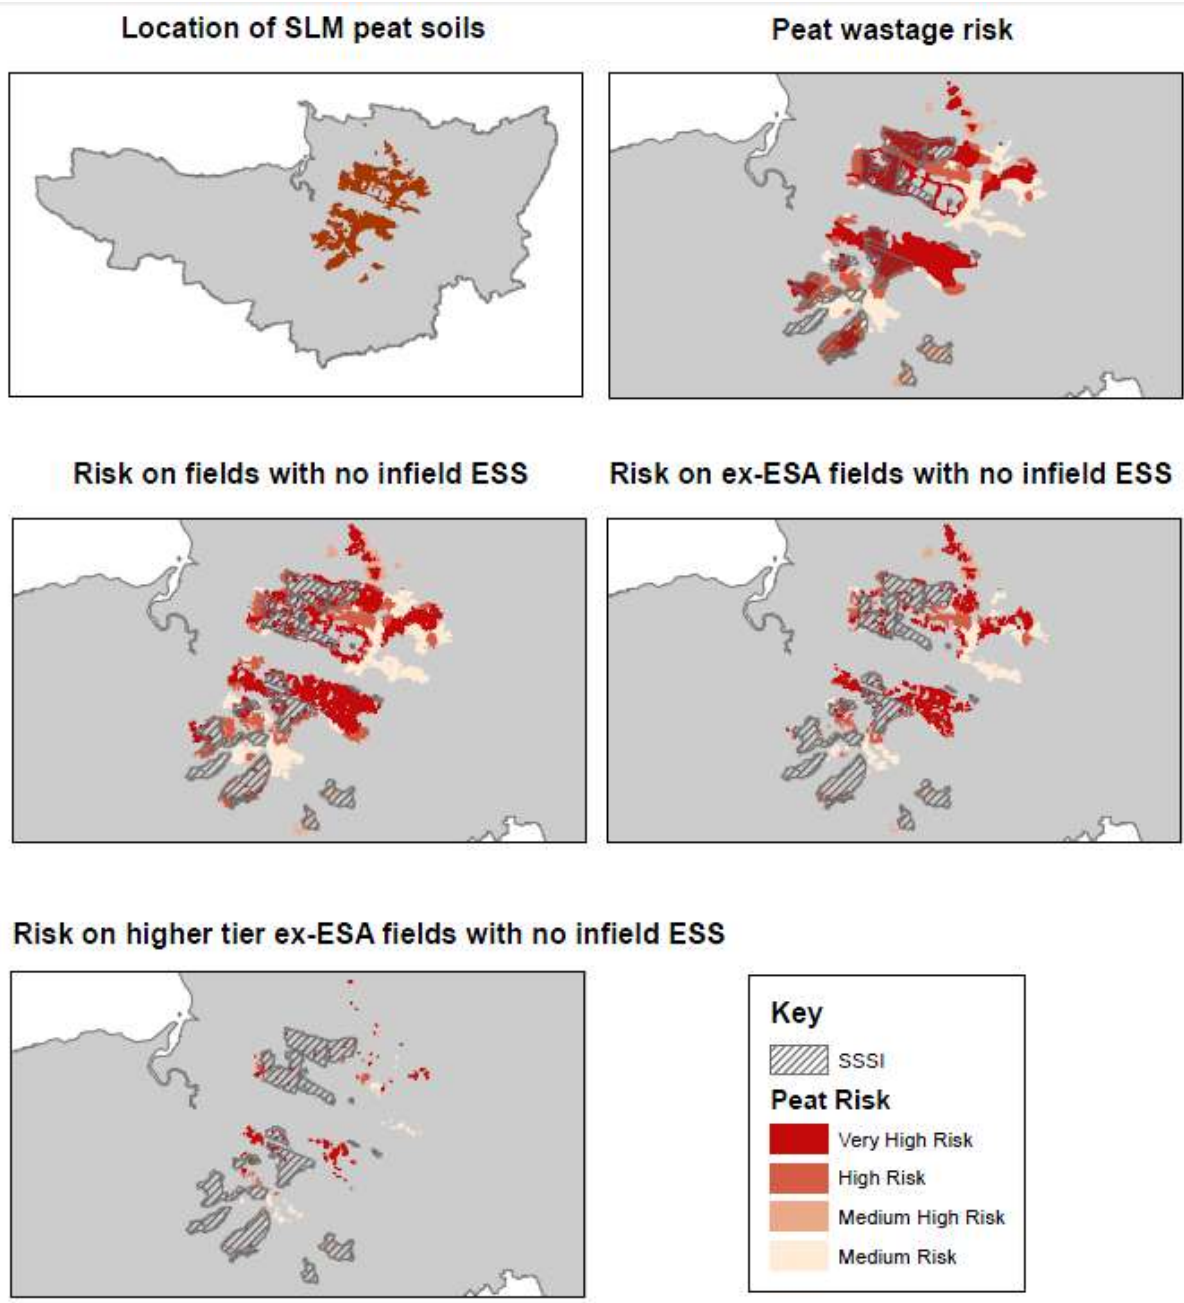 Location of SLM peat soils
Peat wastage risk
Risk on fields with no infield ESS
Risk on ex-ESA fields with no infield ESS
Risk on higher tier ex-ESA fields with no infield ESS
Key
SSSI
Peat Risk
Very High Risk
High Risk
Medium High Risk
Medium Risk